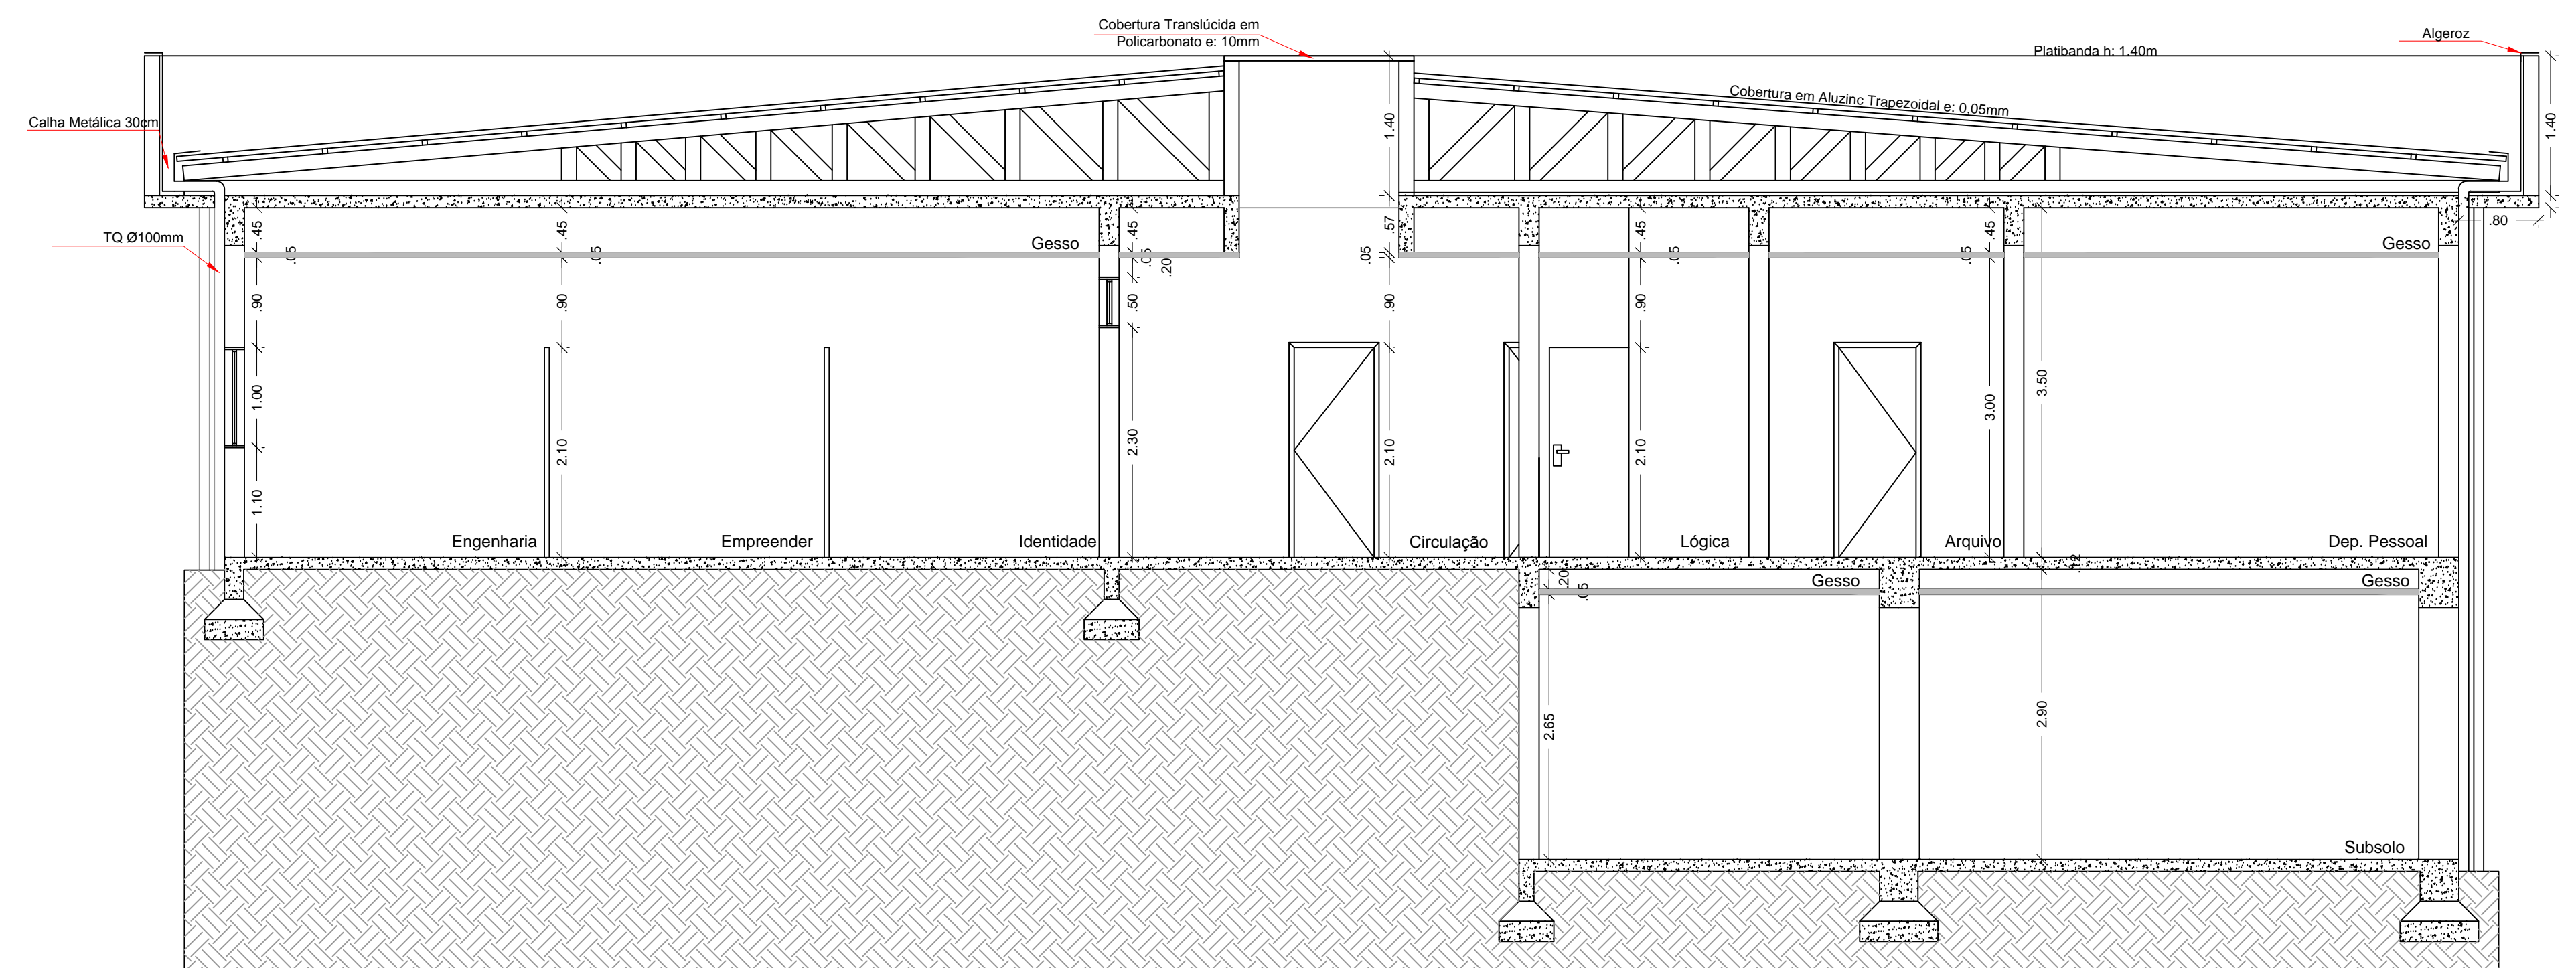 Cobertura Translúcida em
Policarbonato e: 10mm
Algeroz
Platibanda h: 1.40m
Cobertura em Aluzinc Trapezoidal e: 0,05mm
Calha Metálica 30cm
1.40
1.40
TQ Ø100mm
.45
.05
.45
.05
Gesso
.45
.05
.20
.57
.05
.45
.05
.45
.05
Gesso
.80
.90
.90
.50
.90
.90
1.00
3.50
3.00
1.10
2.10
2.30
2.10
2.10
Engenharia
Empreender
Identidade
Circulação
Lógica
Arquivo
Dep. Pessoal
.12
.20
.05
Gesso
Gesso
2.65
2.90
Subsolo